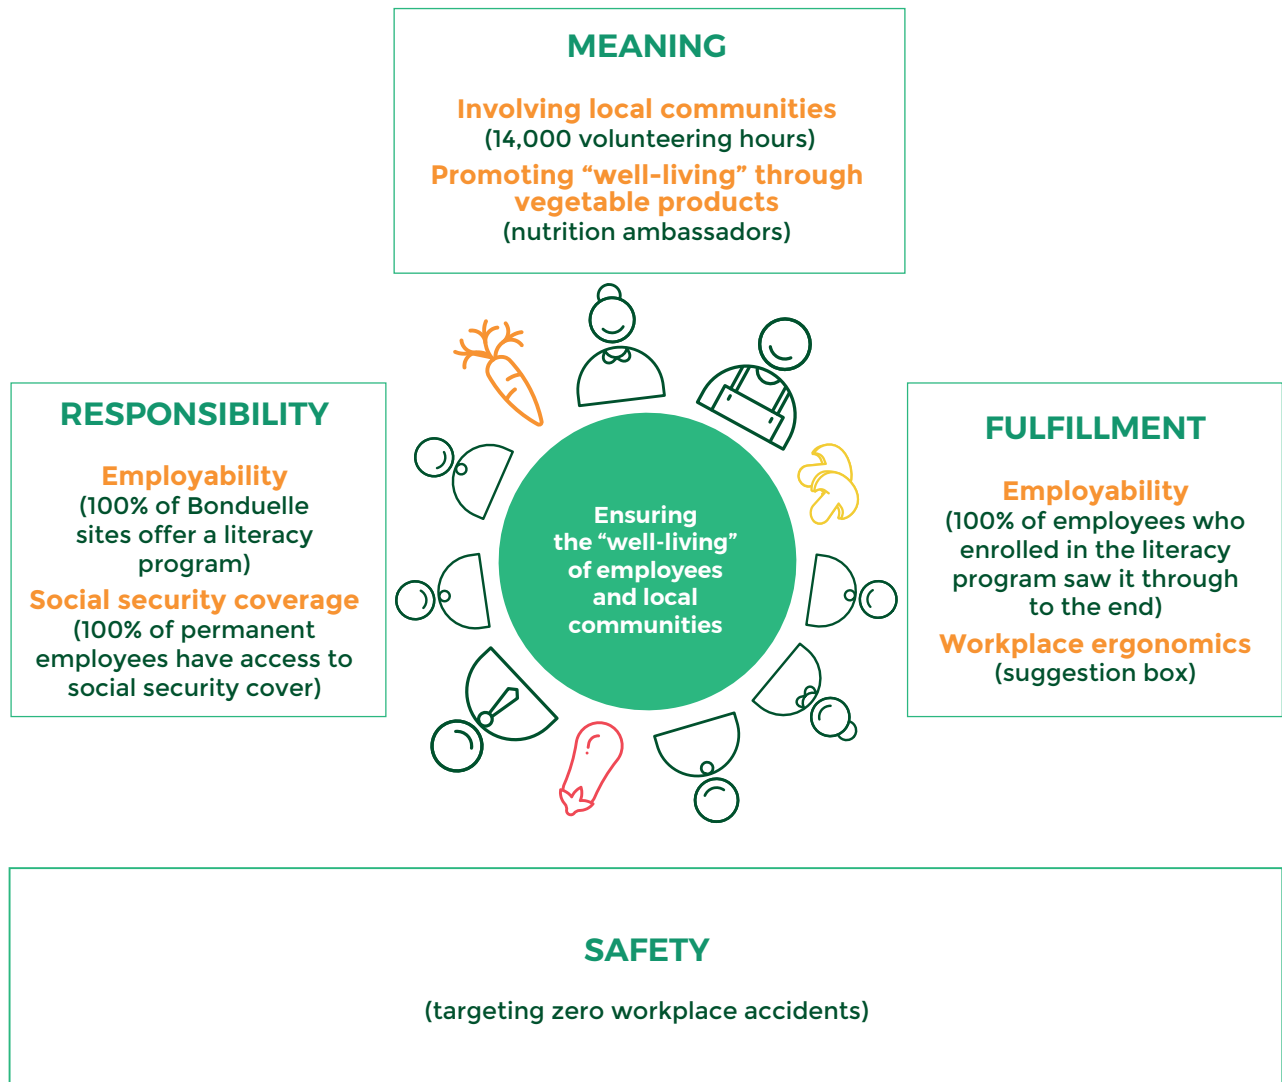 MEANING
Involving local communities
(14,000 volunteering hours)
Promoting “well-living” through
vegetable products
(nutrition ambassadors)
RESPONSIBILITY
Employability
(100% of Bonduelle
sites offer a literacy
program)
Social security coverage
(100% of permanent
employees have access to
social security cover)
Ensuring
the “well-living”
of employees
and local
communities
FULFILLMENT
Employability
(100% of employees who
enrolled in the literacy
program saw it through
to the end)
Workplace ergonomics
(suggestion box)
SAFETY
(targeting zero workplace accidents)